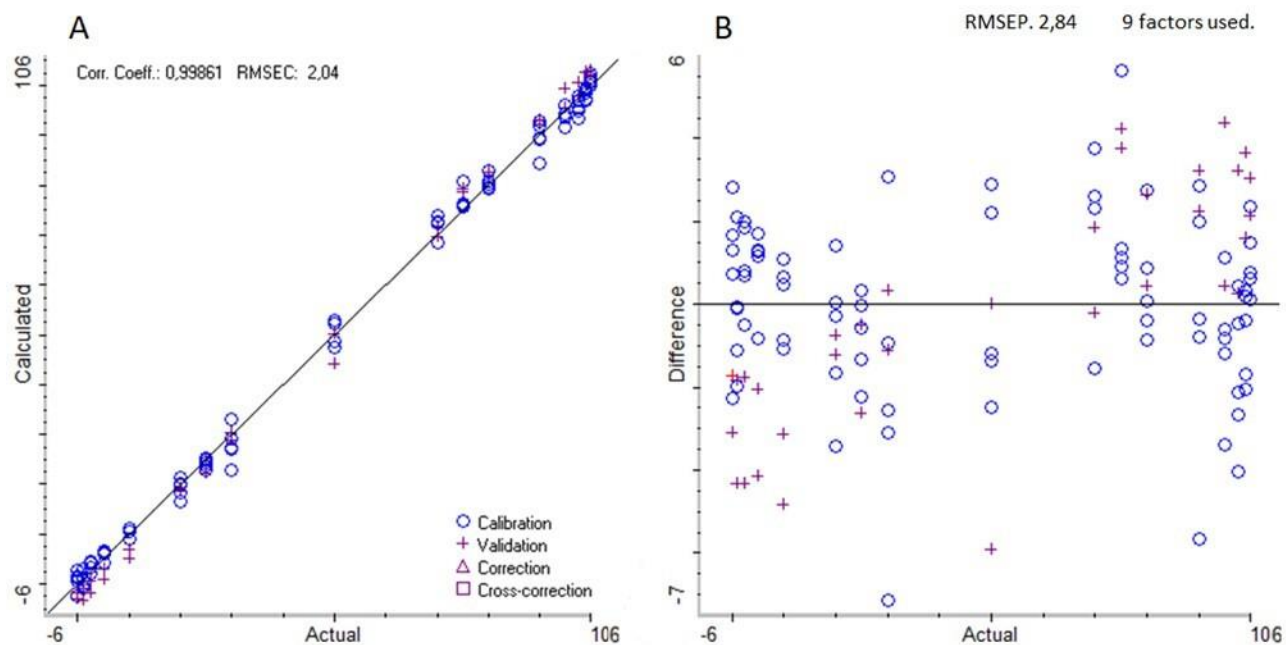 A
Corr. Coeff.: 0,99861 RMSEC: 2,04
106
Calculated
-6
-6
Actual
106
Calibration
Validation
Correction
Cross-correction
B
RMSEP. 2,84 9 factors used.
6
Difference
-7
-6
Actual
106